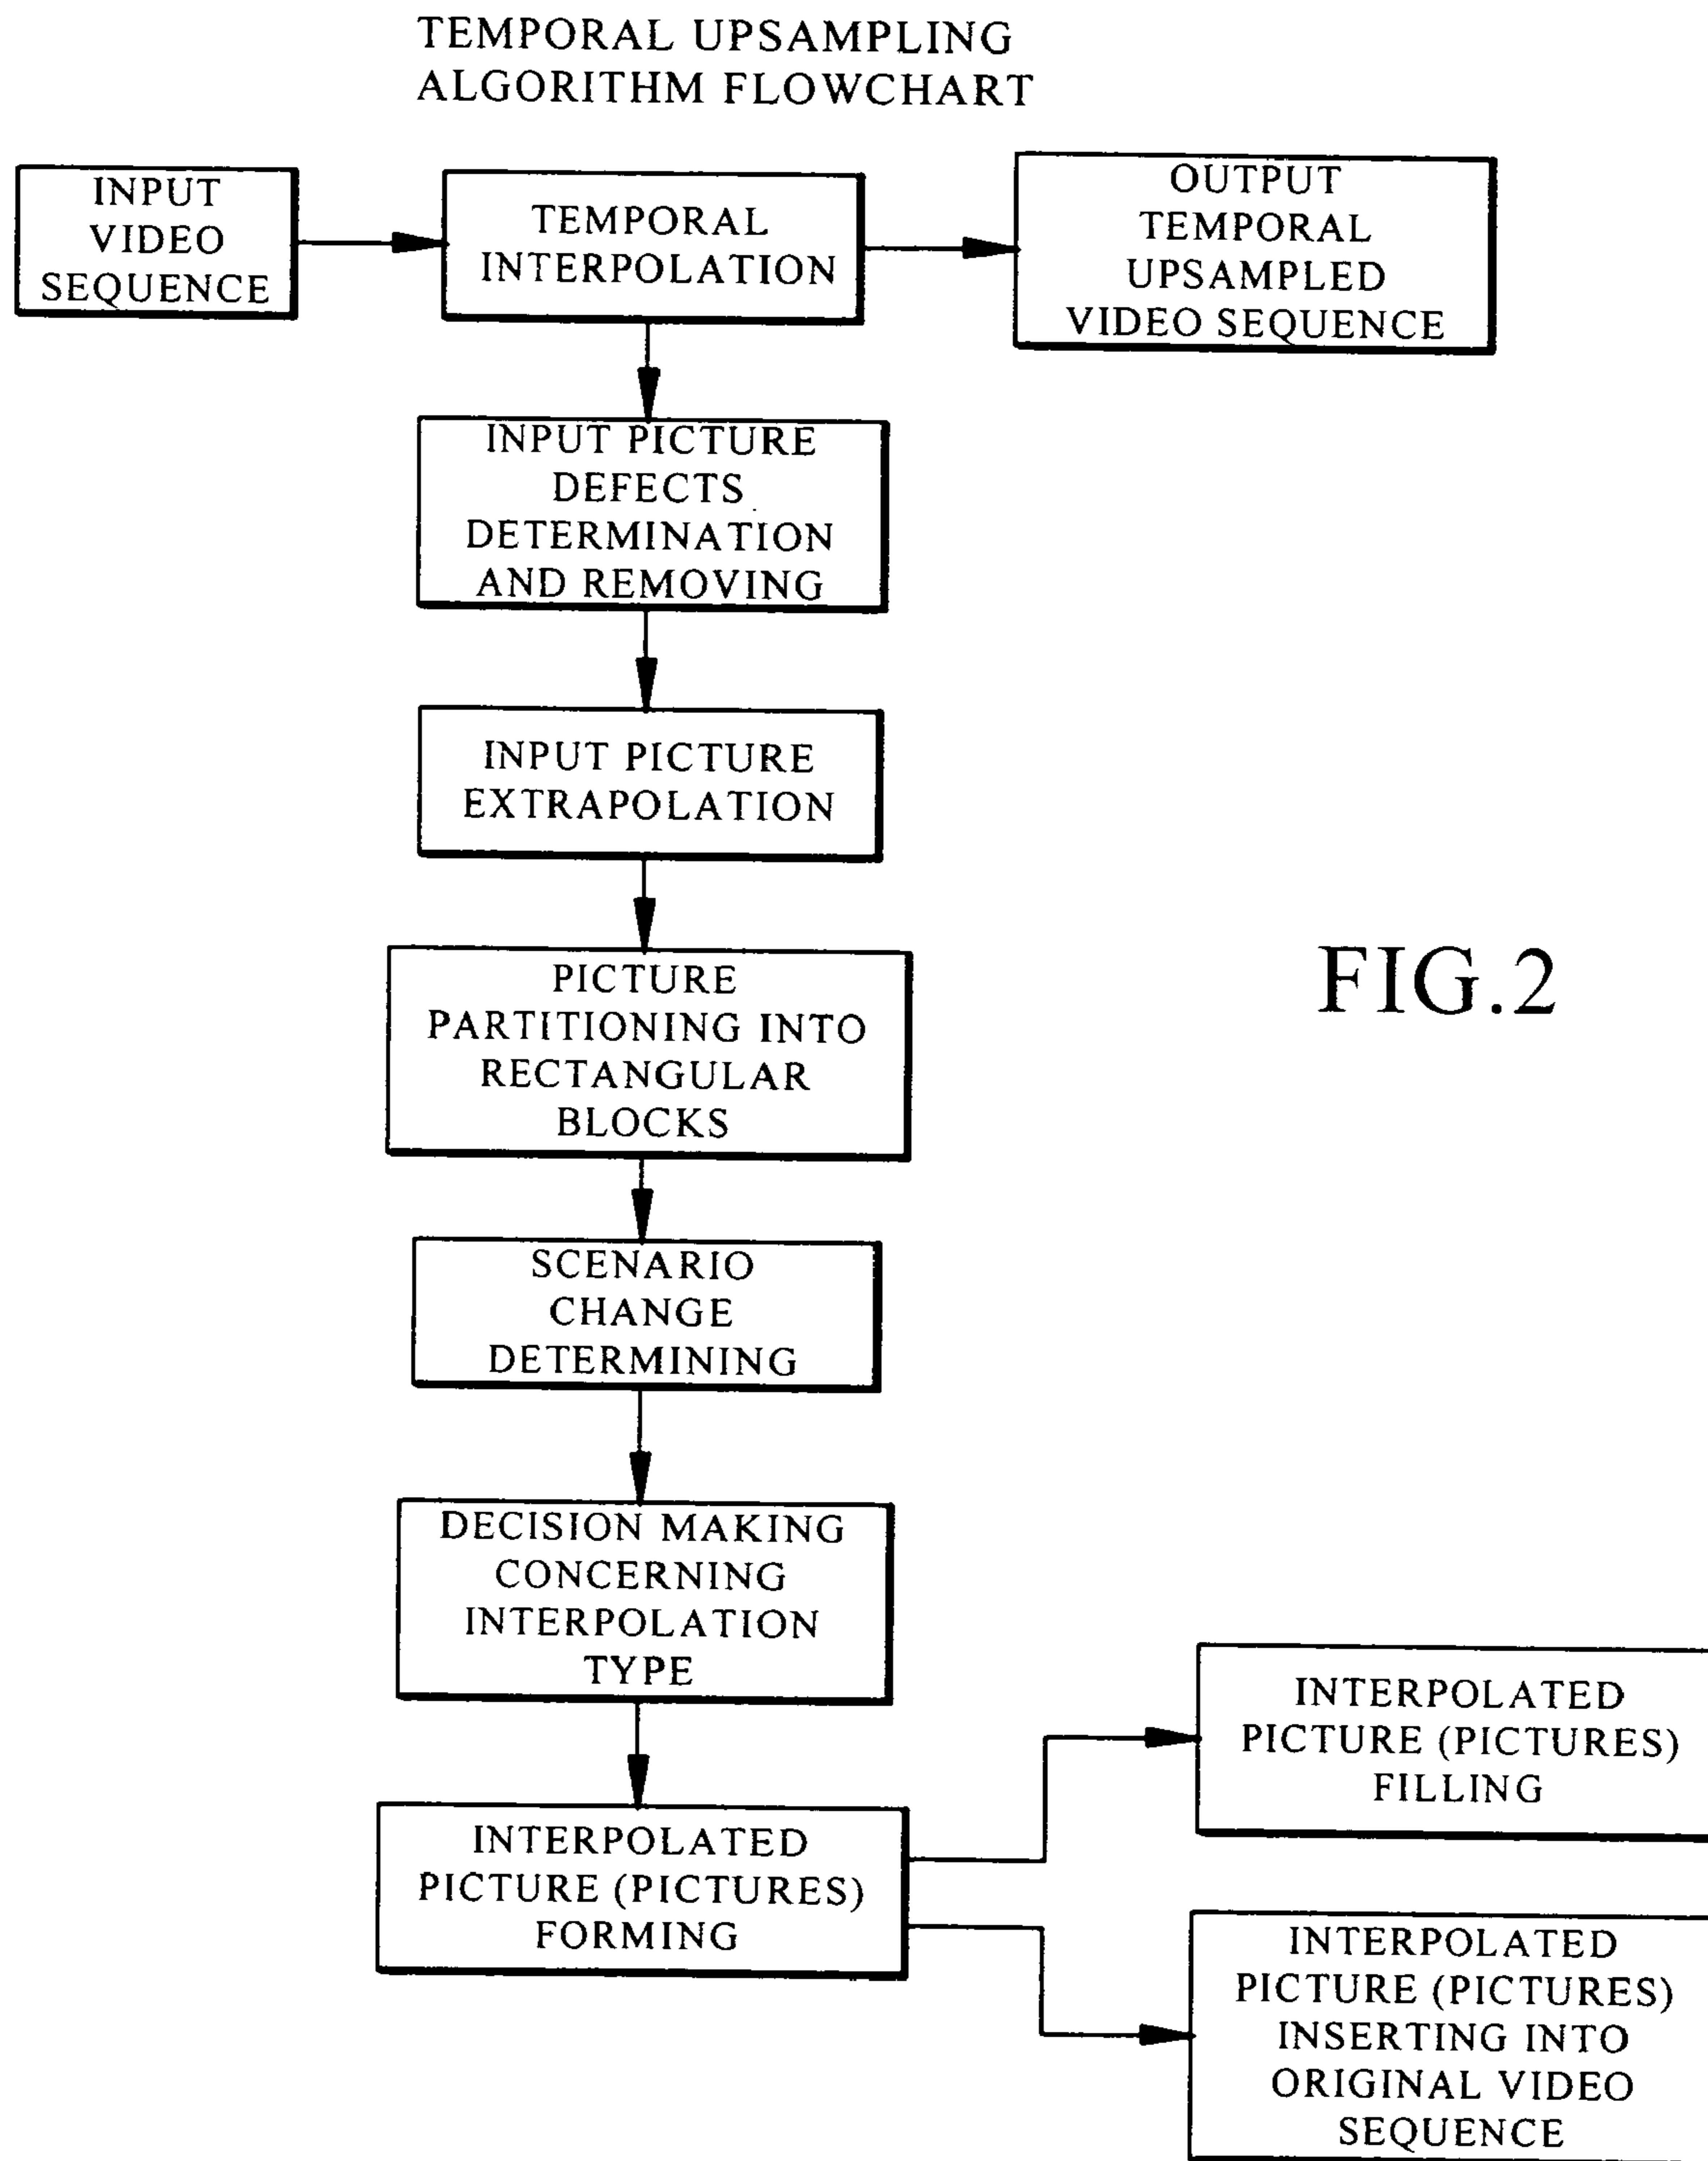 TEMPORAL UPSAMPLING
ALGORITHM FLOWCHART
INPUT
VIDEO
SEQUENCE
TEMPORAL
INTERPOLATION
OUTPUT
TEMPORAL
UPSAMPLED
VIDEO SEQUENCE
INPUT PICTURE
DEFECTS
DETERMINATION
AND REMOVING
INPUT PICTURE
EXTRAPOLATION
PICTURE
PARTITIONING INTO
RECTANGULAR
BLOCKS
FIG.2
SCENARIO
CHANGE
DETERMINING
DECISION MAKING
CONCERNING
INTERPOLATION
TYPE
INTERPOLATED
PICTURE (PICTURES)
FORMING
INTERPOLATED
PICTURE (PICTURES)
FILLING
INTERPOLATED
PICTURE (PICTURES)
INSERTING INTO
ORIGINAL VIDEO
SEQUENCE